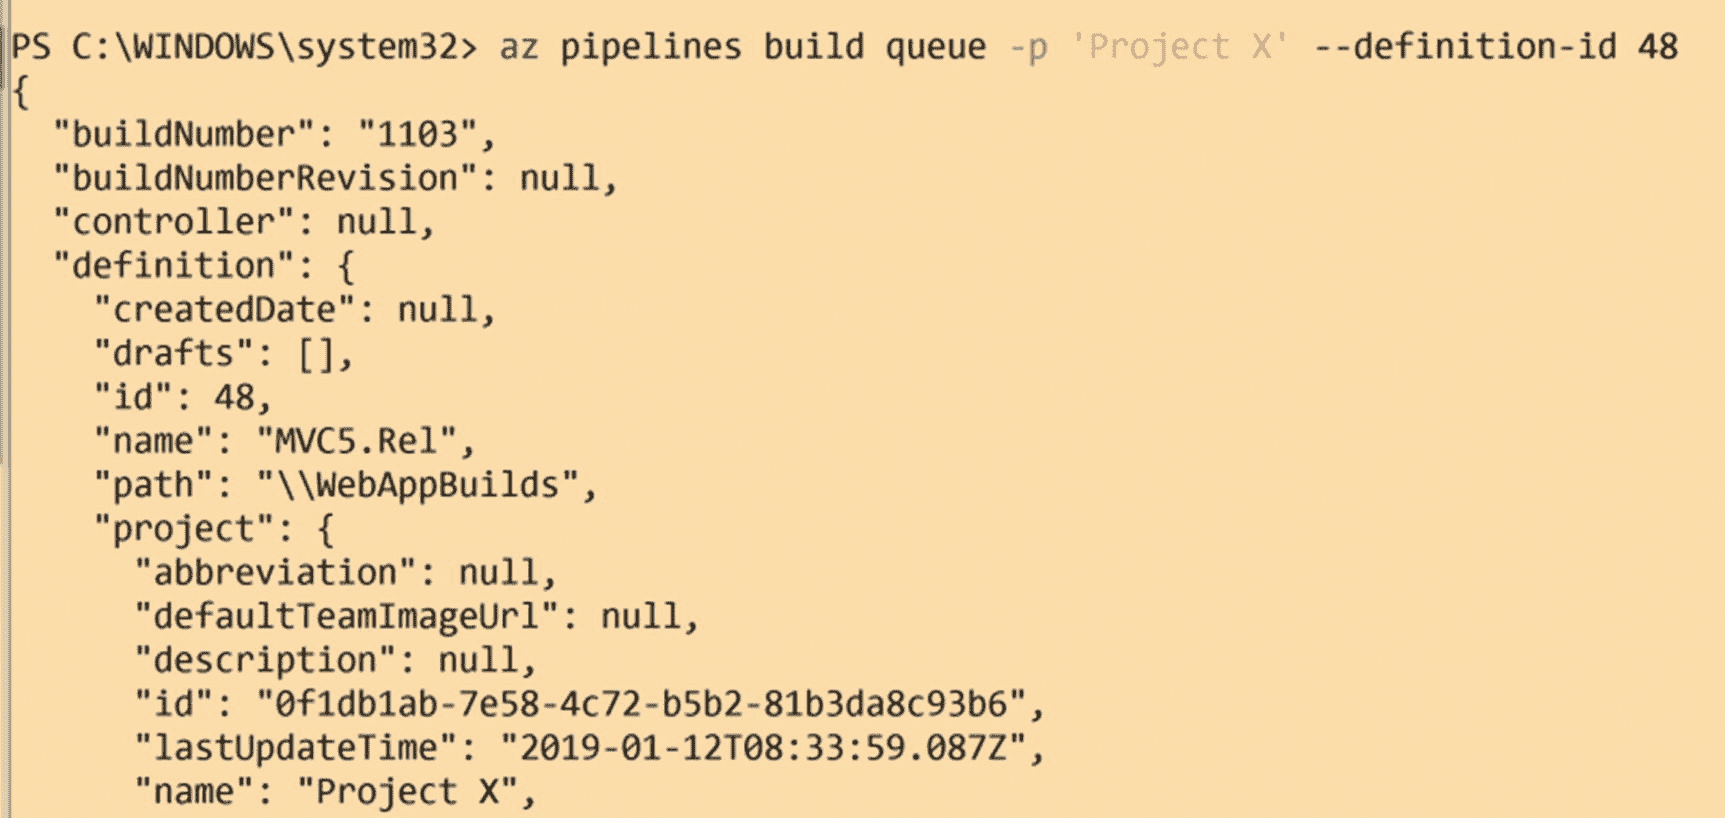 PS C:\WINDOWS\system32> az pipelines build queue -p 'Project X' --definition-id 48
{
  "buildNumber": "1103",
  "buildNumberRevision": null,
  "controller": null,
  "definition": {
    "createdDate": null,
    "drafts": [],
    "id": 48,
    "name": "MVC5.Rel",
    "path": "\\WebAppBuilds",
    "project": {
      "abbreviation": null,
      "defaultTeamImageUrl": null,
      "description": null,
      "id": "0f1db1ab-7e58-4c72-b5b2-81b3da8c93b6",
      "lastUpdateTime": "2019-01-12T08:33:59.087Z",
      "name": "Project X",